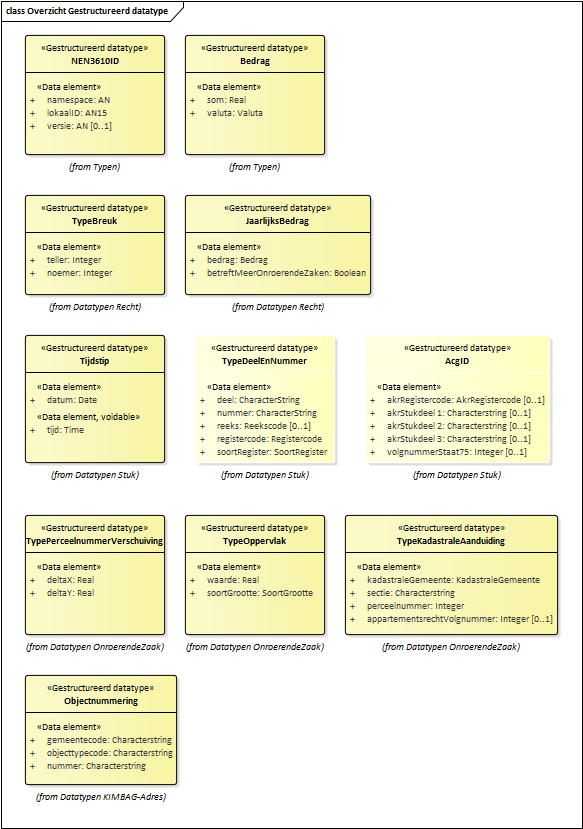 class Overzicht Gestructureerd datatype
«Gestructureerd datatype»
NEN3610ID
«Data element»
+ namespace: AN
+ lokaalID: AN15
+ versie: AN [0..1]
(from Typen)
«Gestructureerd datatype»
Bedrag
«Data element»
+ som: Real
+ valuta: Valuta
(from Typen)
«Gestructureerd datatype»
TypeBreuk
«Data element»
+ teller: Integer
+ noemer: Integer
(from Datatypen Recht)
«Gestructureerd datatype»
JaarlijksBedrag
«Data element»
+ bedrag: Bedrag
+ betreftMeerOnroerendeZaken: Boolean
(from Datatypen Recht)
«Gestructureerd datatype»
Tijdstip
«Data element»
+ datum: Date
«Data element, voidable»
+ tijd: Time
(from Datatypen Stuk)
«Gestructureerd datatype»
TypeDeelEnNummer
«Data element»
+ deel: CharacterString
+ nummer: CharacterString
+ reeks: Reekscode [0..1]
+ registercode: Registercode
+ soortRegister: SoortRegister
(from Datatypen Stuk)
«Gestructureerd datatype»
AcgID
«Data element»
+ akrRegistercode: AkrRegistercode [0..1]
+ akrStukdeel 1: Characterstring [0..1]
+ akrStukdeel 2: Characterstring [0..1]
+ akrStukdeel 3: Characterstring [0..1]
+ volgnummerStaat75: Integer [0..1]
(from Datatypen Stuk)
«Gestructureerd datatype»
TypePerceelnummerVerschuiving
«Data element»
+ deltaX: Real
+ deltaY: Real
(from Datatypen OnroerendeZaak)
«Gestructureerd datatype»
TypeOppervlak
«Data element»
+ waarde: Real
+ soortGrootte: SoortGrootte
(from Datatypen OnroerendeZaak)
«Gestructureerd datatype»
TypeKadastraleAanduiding
«Data element»
+ kadastraleGemeente: KadastraleGemeente
+ sectie: Characterstring
+ perceelnummer: Integer
+ appartementsrechtVolgnummer: Integer [0..1]
(from Datatypen OnroerendeZaak)
«Gestructureerd datatype»
Objectnummering
«Data element»
+ gemeentecode: Characterstring
+ objecttypecode: Characterstring
+ nummer: Characterstring
(from Datatypen KIMBAG-Adres)